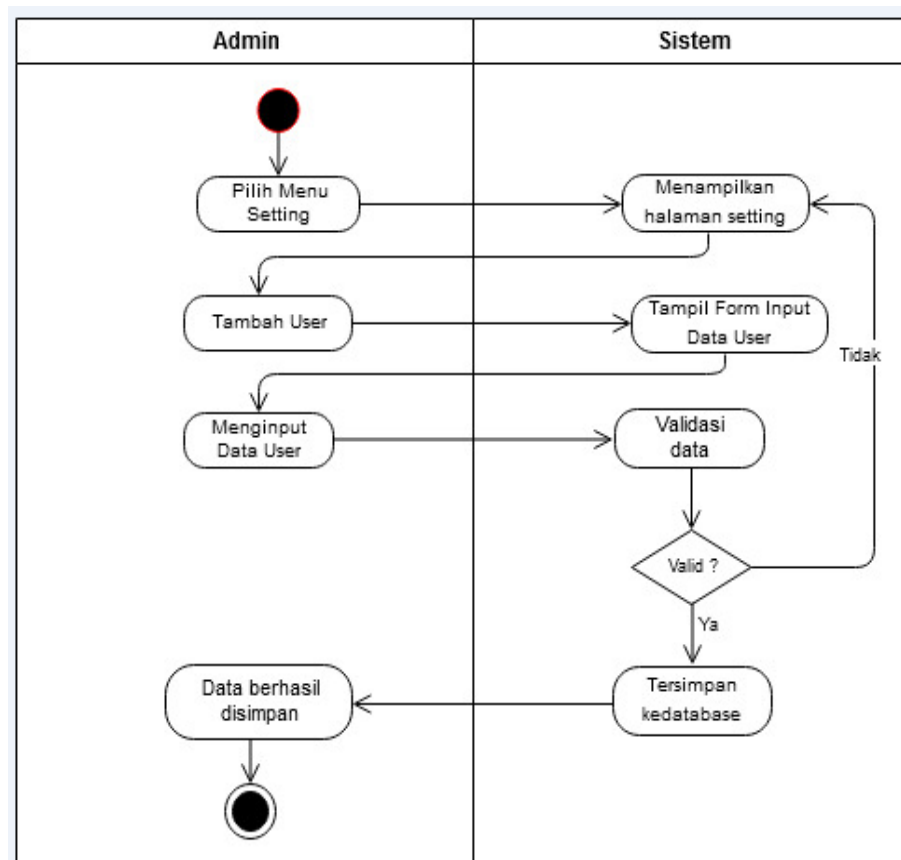 Admin
Sistem
Pilih Menu
Setting
Menampilkan
halaman setting
Tambah User
Tampil Form Input
Data User
Tidak
Menginput
Data User
Validasi
data
Valid ?
Ya
Data berhasil
disimpan
Tersimpan
kedatabase